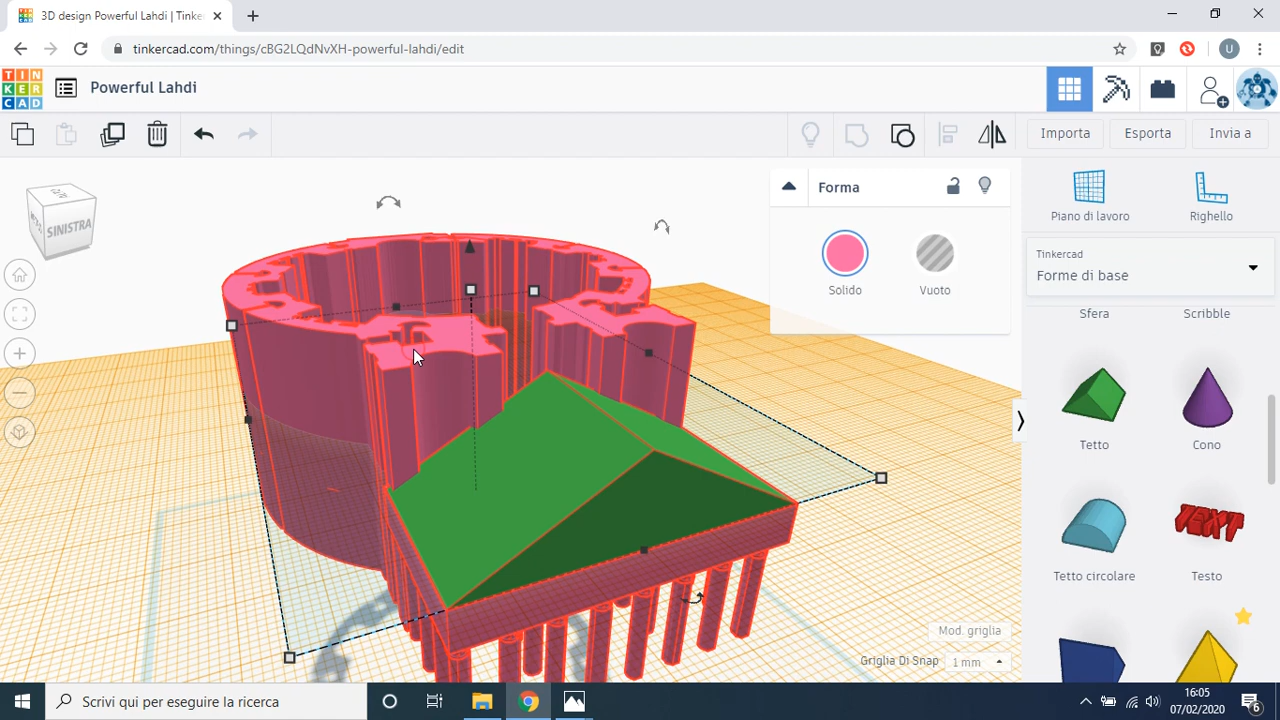 3D design Powerful Lahdi | Tinke
tinkercad.com/things/cBG2LQdNvXH-powerful-lahdi/edit
U
TIN
KER
CAD
Powerful Lahdi
Importa
Esporta
Invia a
SINISTRA
Forma
Solido
Vuoto
Piano di lavoro
Righello
Tinkercad
Forme di base
Sfera
Scribble
Tetto
Cono
TEXT
Tetto circolare
Testo
Mod. griglia
Griglia Di Snap
1 mm
Scrivi qui per eseguire la ricerca
16:05
07/02/2020
6